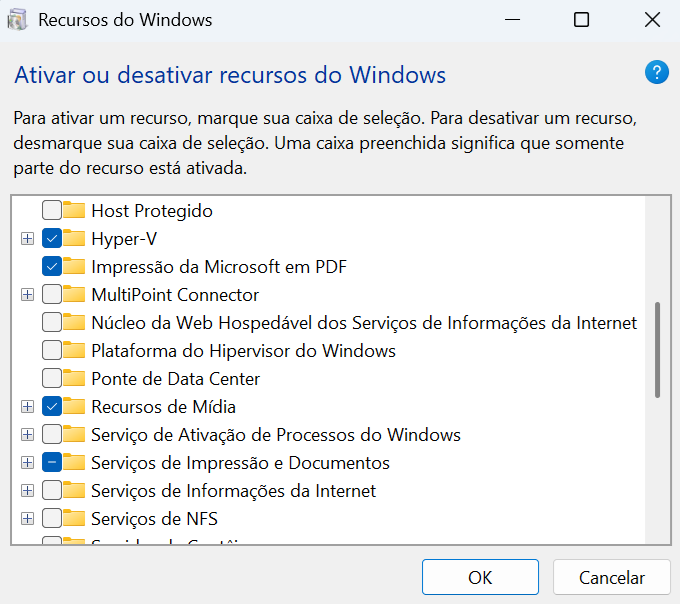 Recursos do Windows
Ativar ou desativar recursos do Windows
?
Para ativar um recurso, marque sua caixa de seleção. Para desativar um recurso,
desmarque sua caixa de seleção. Uma caixa preenchida significa que somente
parte do recurso está ativada.
Host Protegido
Hyper-V
Impressão da Microsoft em PDF
MultiPoint Connector
Núcleo da Web Hospedável dos Serviços de Informações da Internet
Plataforma do Hipervisor do Windows
Ponte de Data Center
Recursos de Mídia
Serviço de Ativação de Processos do Windows
Serviços de Impressão e Documentos
Serviços de Informações da Internet
Serviços de NFS
OK
Cancelar